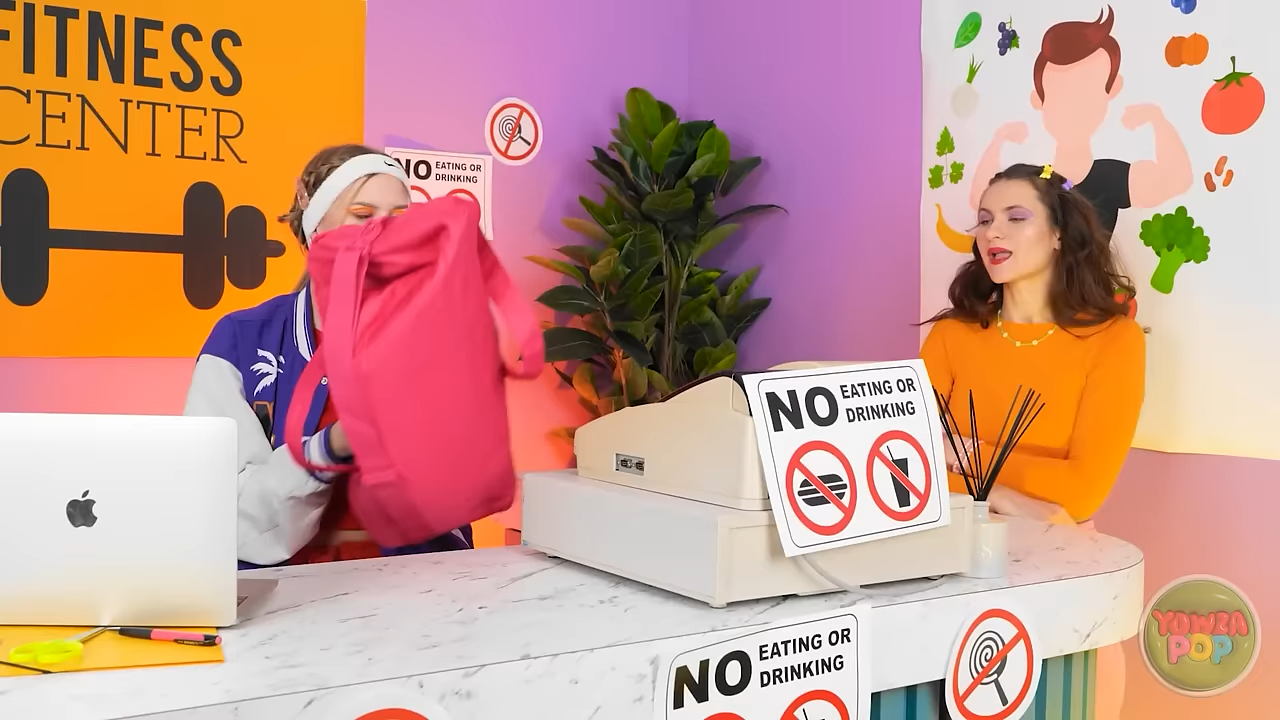 FITNESS
CENTER
NO EATING OR
DRINKING
NO EATING OR
DRINKING
NO EATING OR
DRINKING
YOWZA
POP